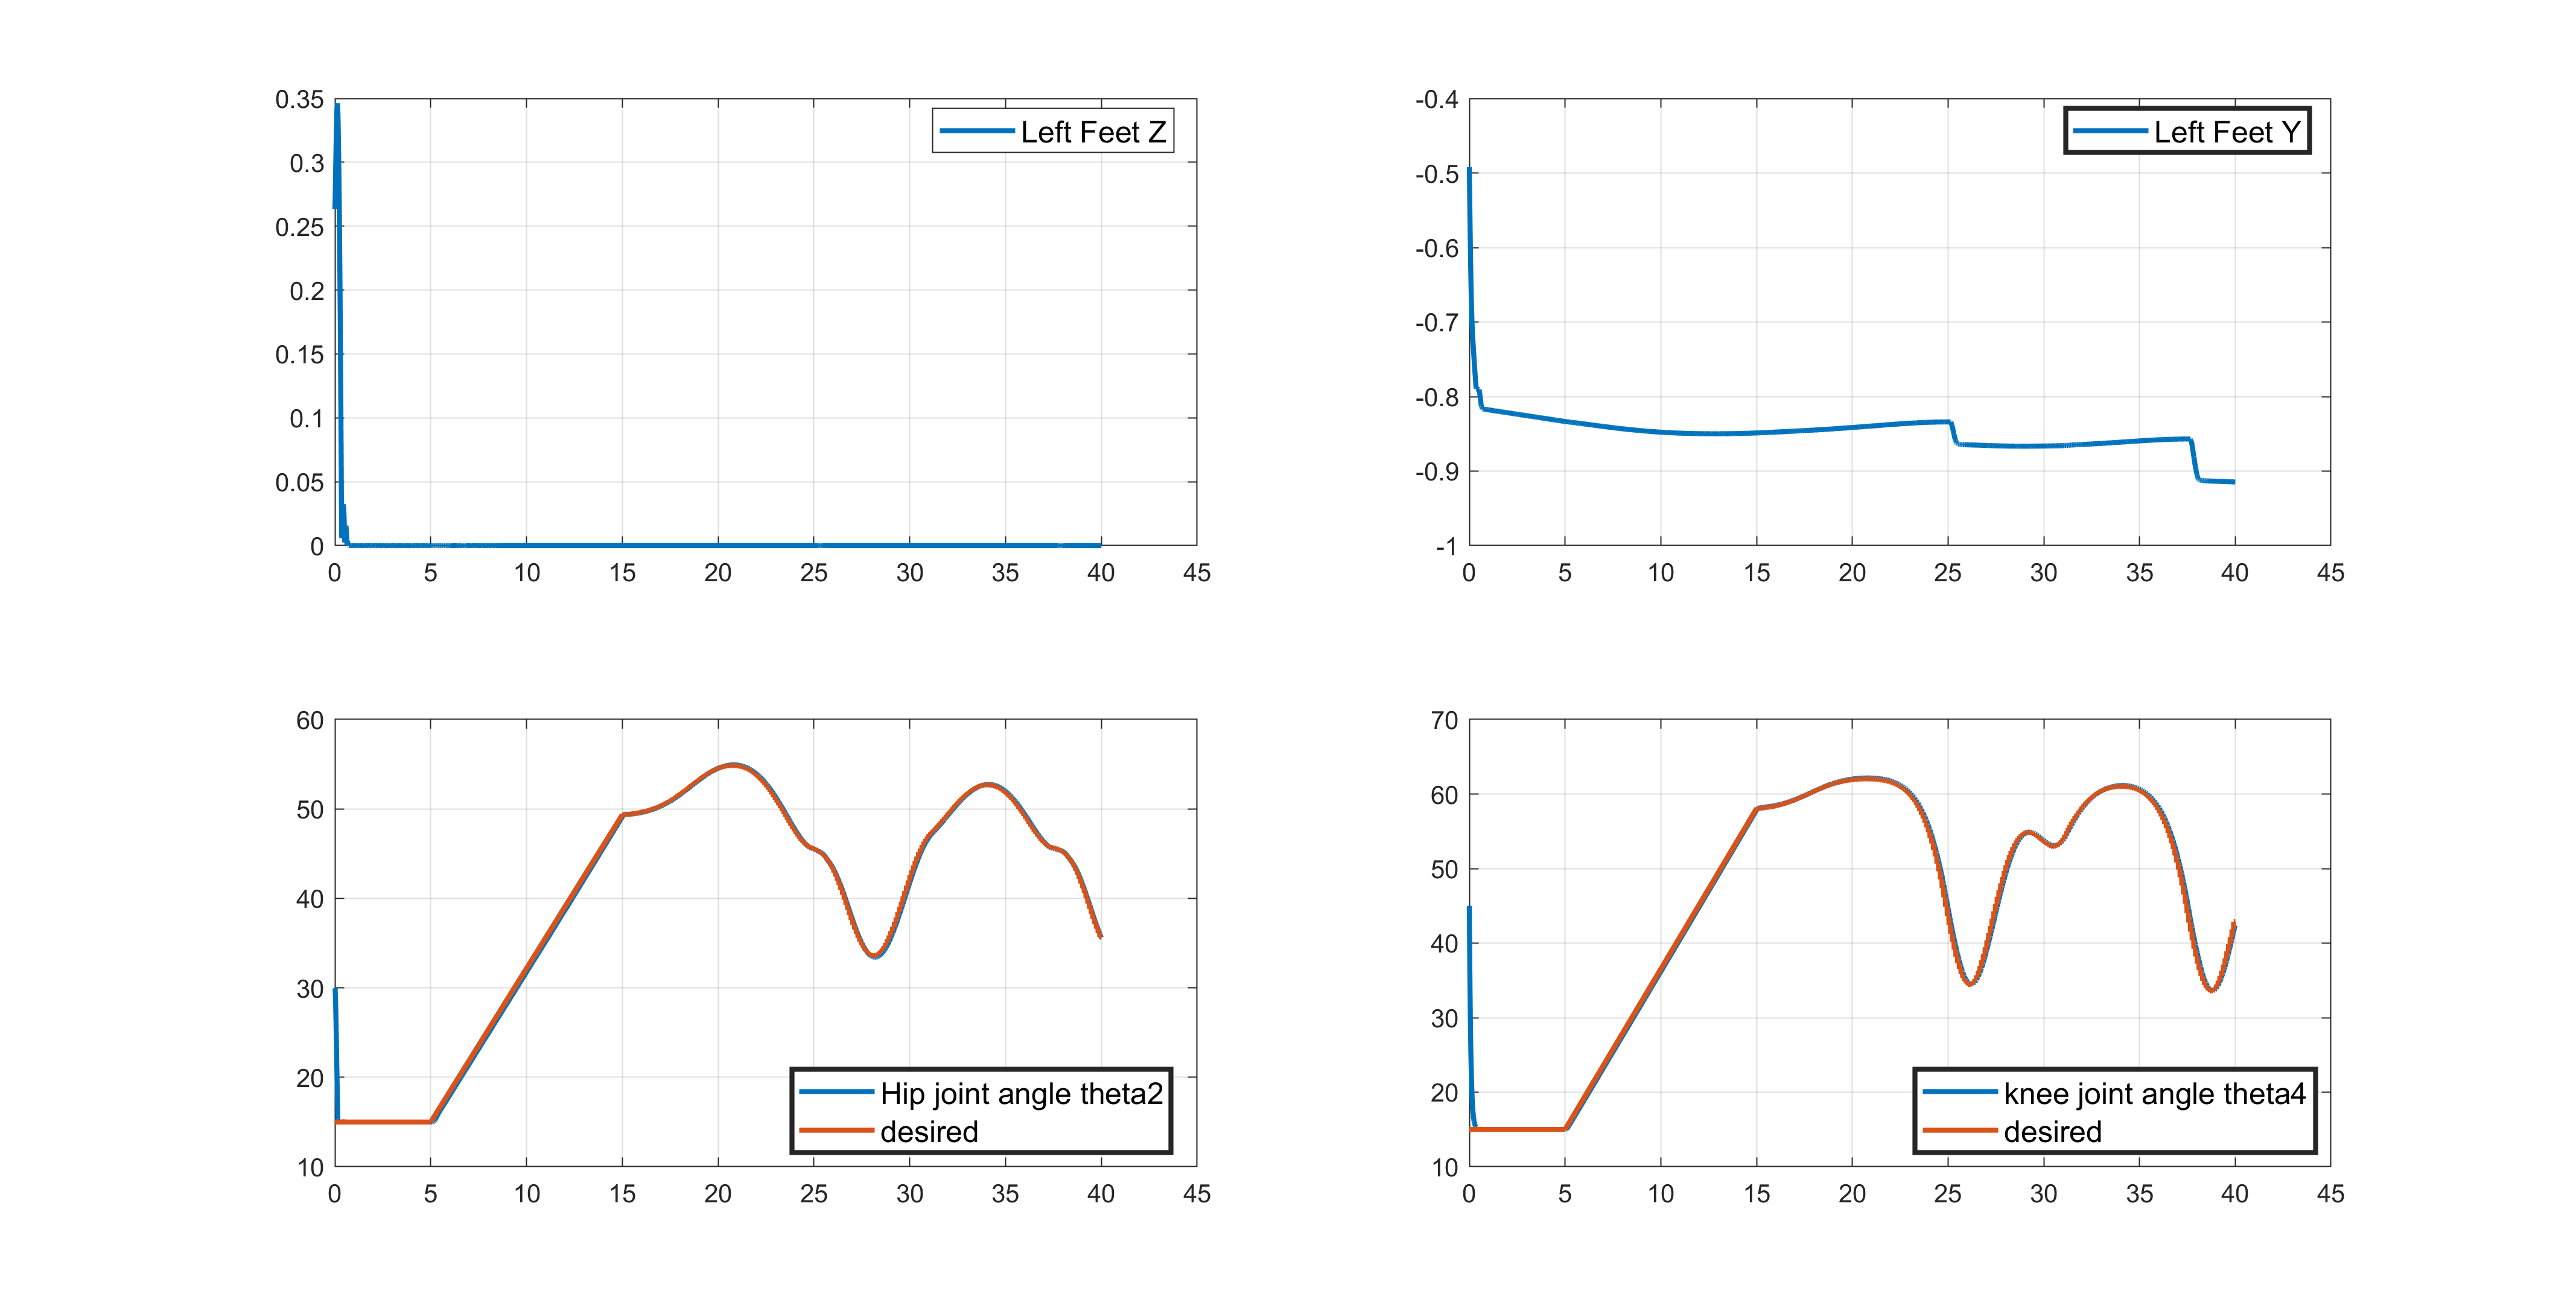 0.35
0.3
0.25
0.2
0.15
0.1
0.05
0
0 5 10 15 20 25 30 35 40 45
Left Feet Z
-0.4
-0.5
-0.6
-0.7
-0.8
-0.9
-1
0 5 10 15 20 25 30 35 40 45
Left Feet Y
60
50
40
30
20
10
0 5 10 15 20 25 30 35 40 45
Hip joint angle theta2
desired
70
60
50
40
30
20
10
0 5 10 15 20 25 30 35 40 45
knee joint angle theta4
desired